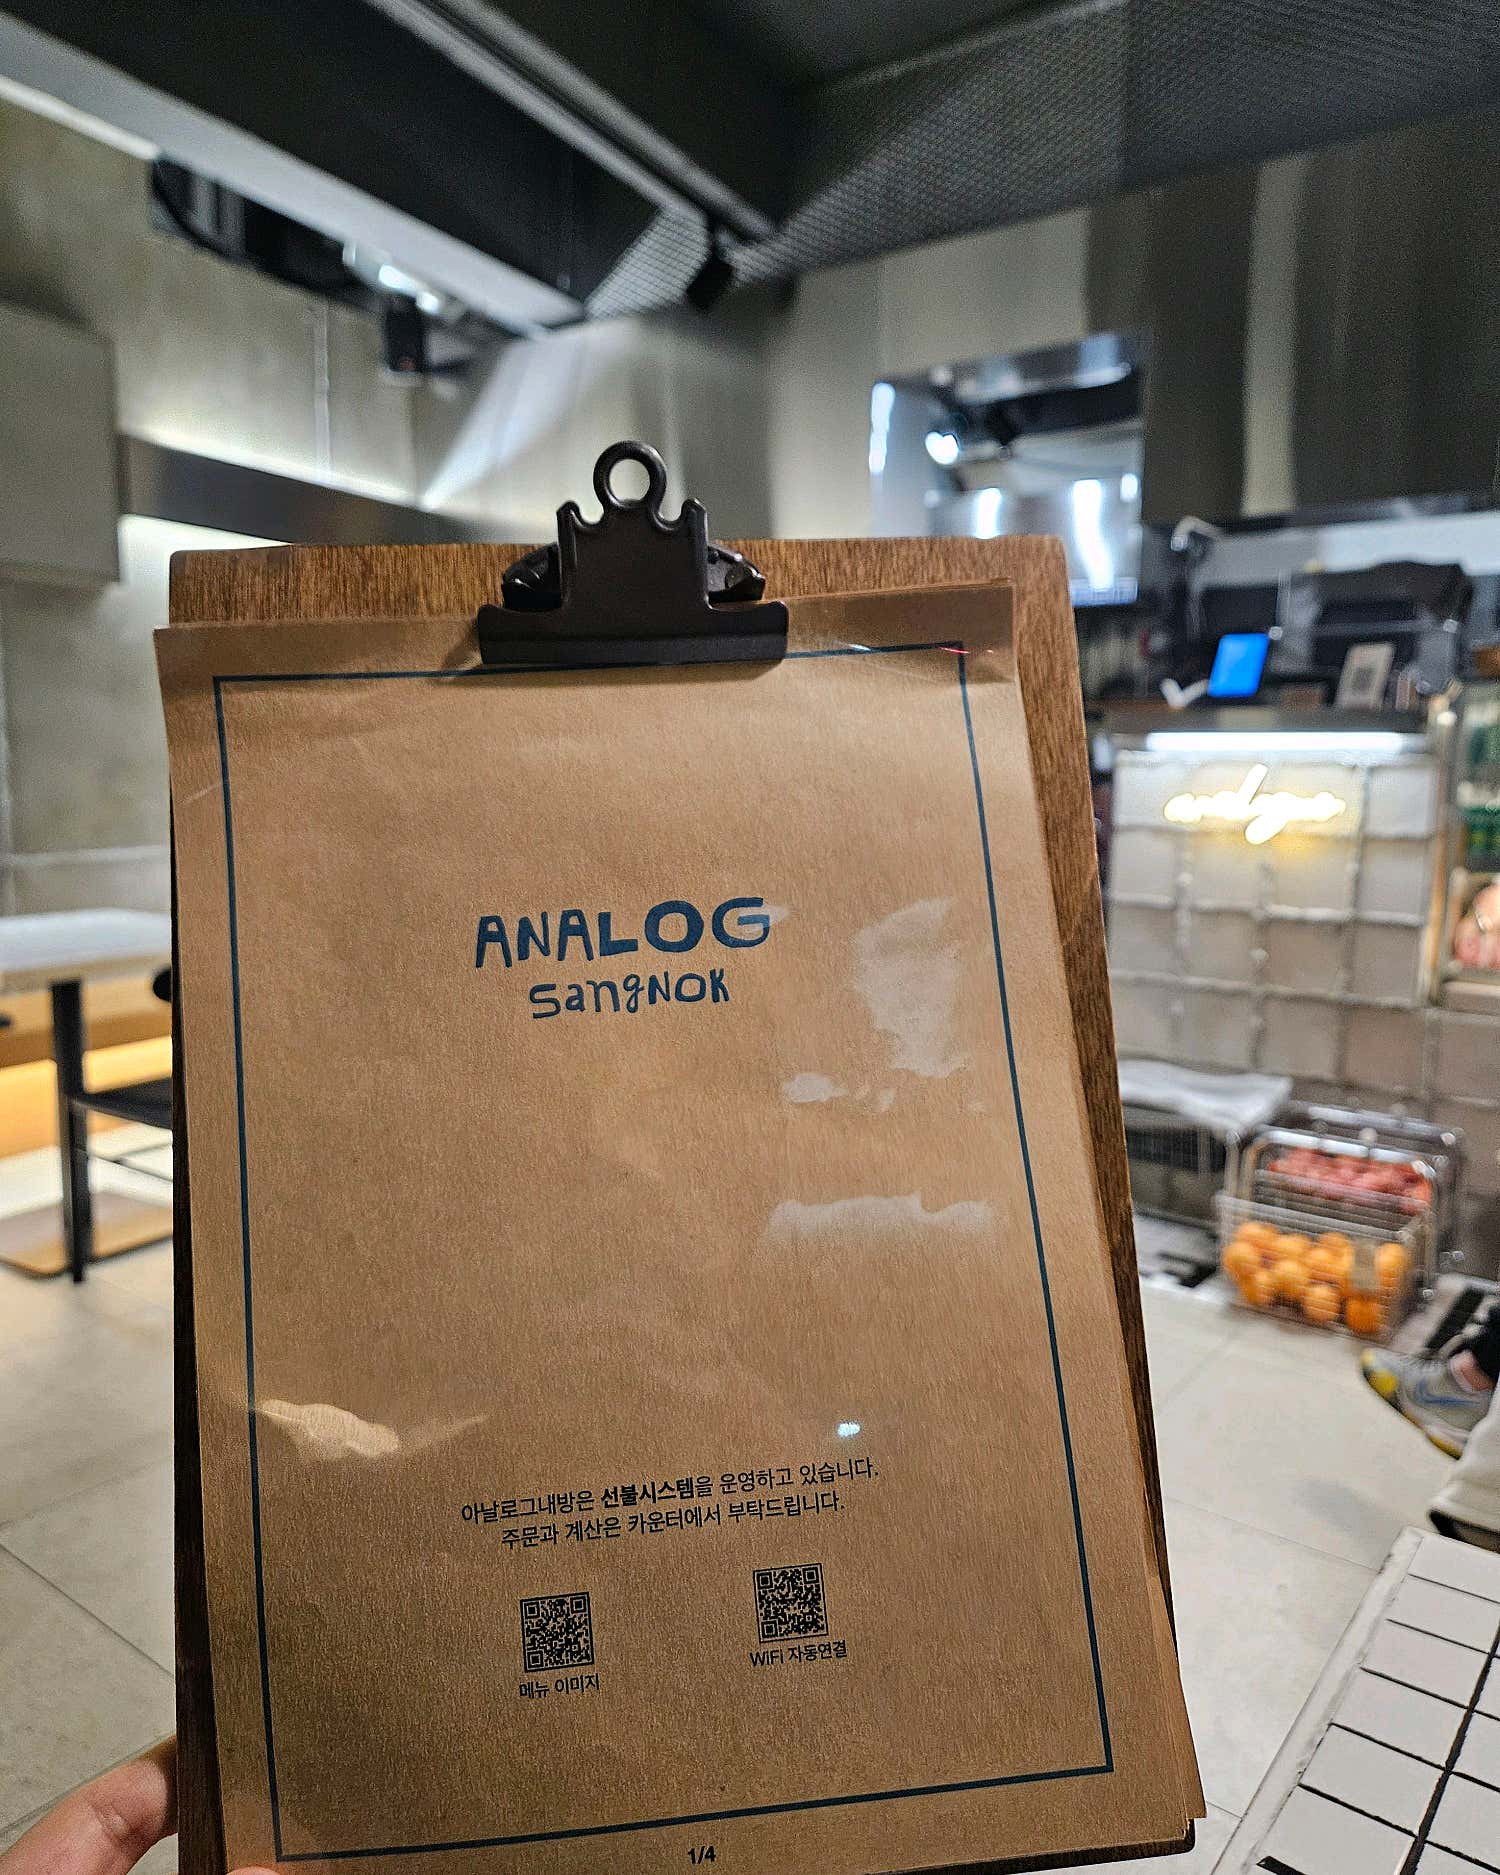 ANALOG
sangNOK
analogue
아날로그내방은 선불시스템을 운영하고 있습니다.
주문과 계산은 카운터에서 부탁드립니다.
메뉴 이미지
WiFi 자동연결
1/4